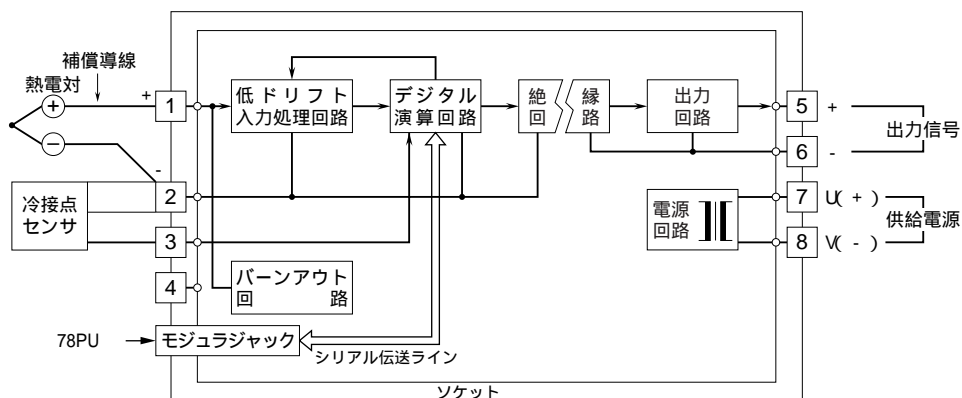 補償導線
熱電対
+
-
+
-
冷接点
センサ
1
2
3
4
低ドリフト
入力処理回路
デジタル
演算回路
絶縁
回路
出力
回路
電源
回路
バーンアウト
回路
78PU
モジュラジャック
シリアル伝送ライン
5 +
6 -
出力信号
7 U( + )
8 V( - )
供給電源
ソケット